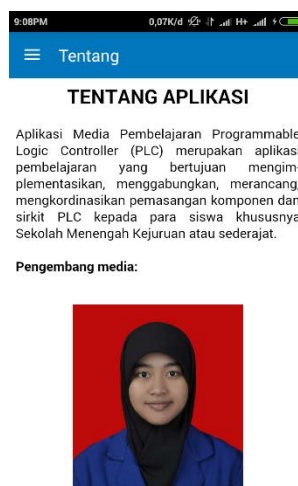 9:08PM 0,07K/d H+
Tentang
TENTANG APLIKASI
Aplikasi Media Pembelajaran Programmable
Logic Controller (PLC) merupakan aplikasi
pembelajaran yang bertujuan mengim-
plementasikan, menggabungkan, merancang,
mengkordinasikan pemasangan komponen dan
sirkit PLC kepada para siswa khususnya
Sekolah Menengah Kejuruan atau sederajat.
Pengembang media: